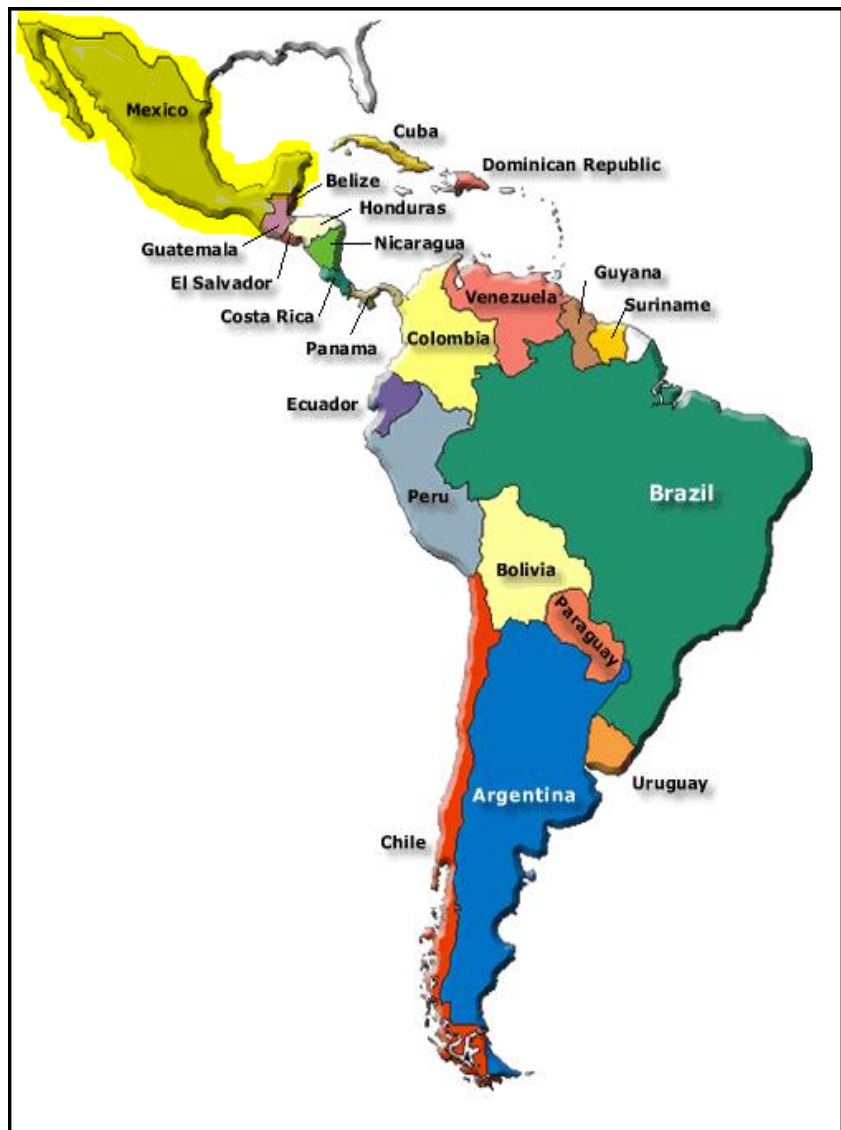 Mexico
Cuba
Dominican Republic
Belize
Honduras
Guatemala
Nicaragua
El Salvador
Guyana
Venezuela
Suriname
Costa Rica
Colombia
Panama
Ecuador
Peru
Brazil
Bolivia
Paraguay
Uruguay
Argentina
Chile